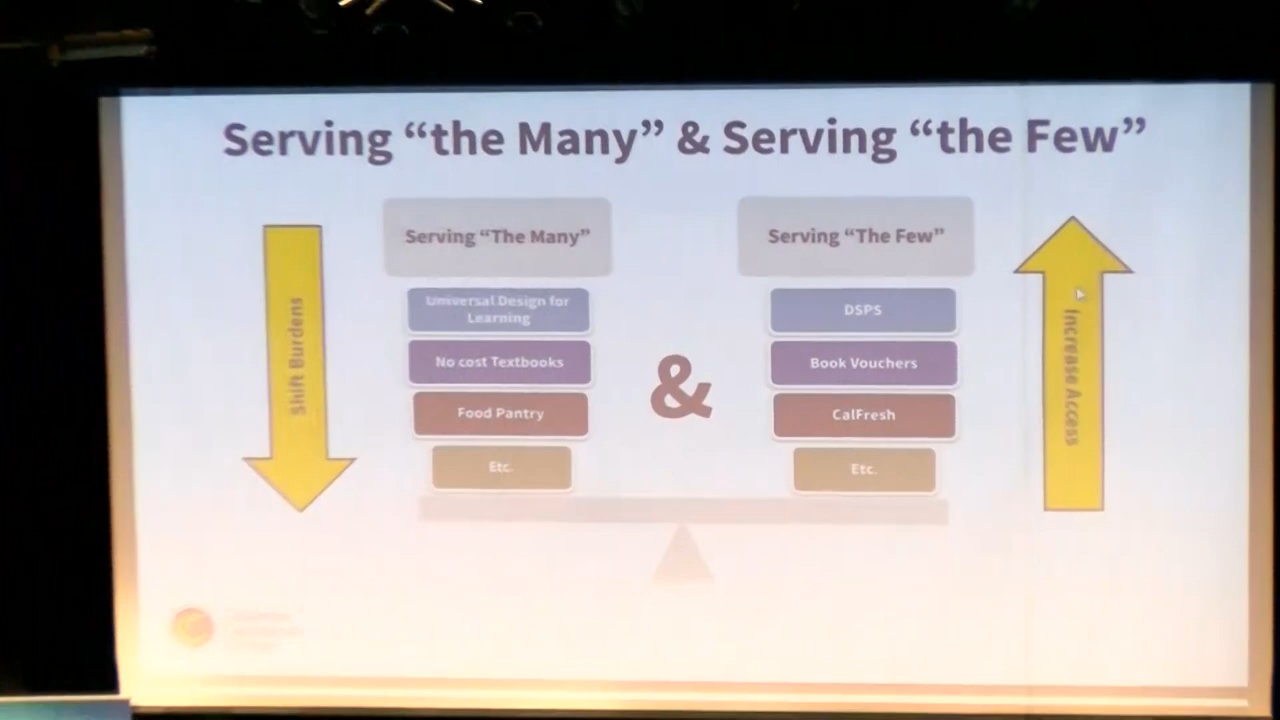 Serving “the Many” & Serving “the Few”
Serving “The Many”
Serving “The Few”
Shift Burdens
Universal Design for
Learning
No cost Textbooks
Food Pantry
Etc.
&
DSPS
Book Vouchers
CalFresh
Etc.
Increase Access